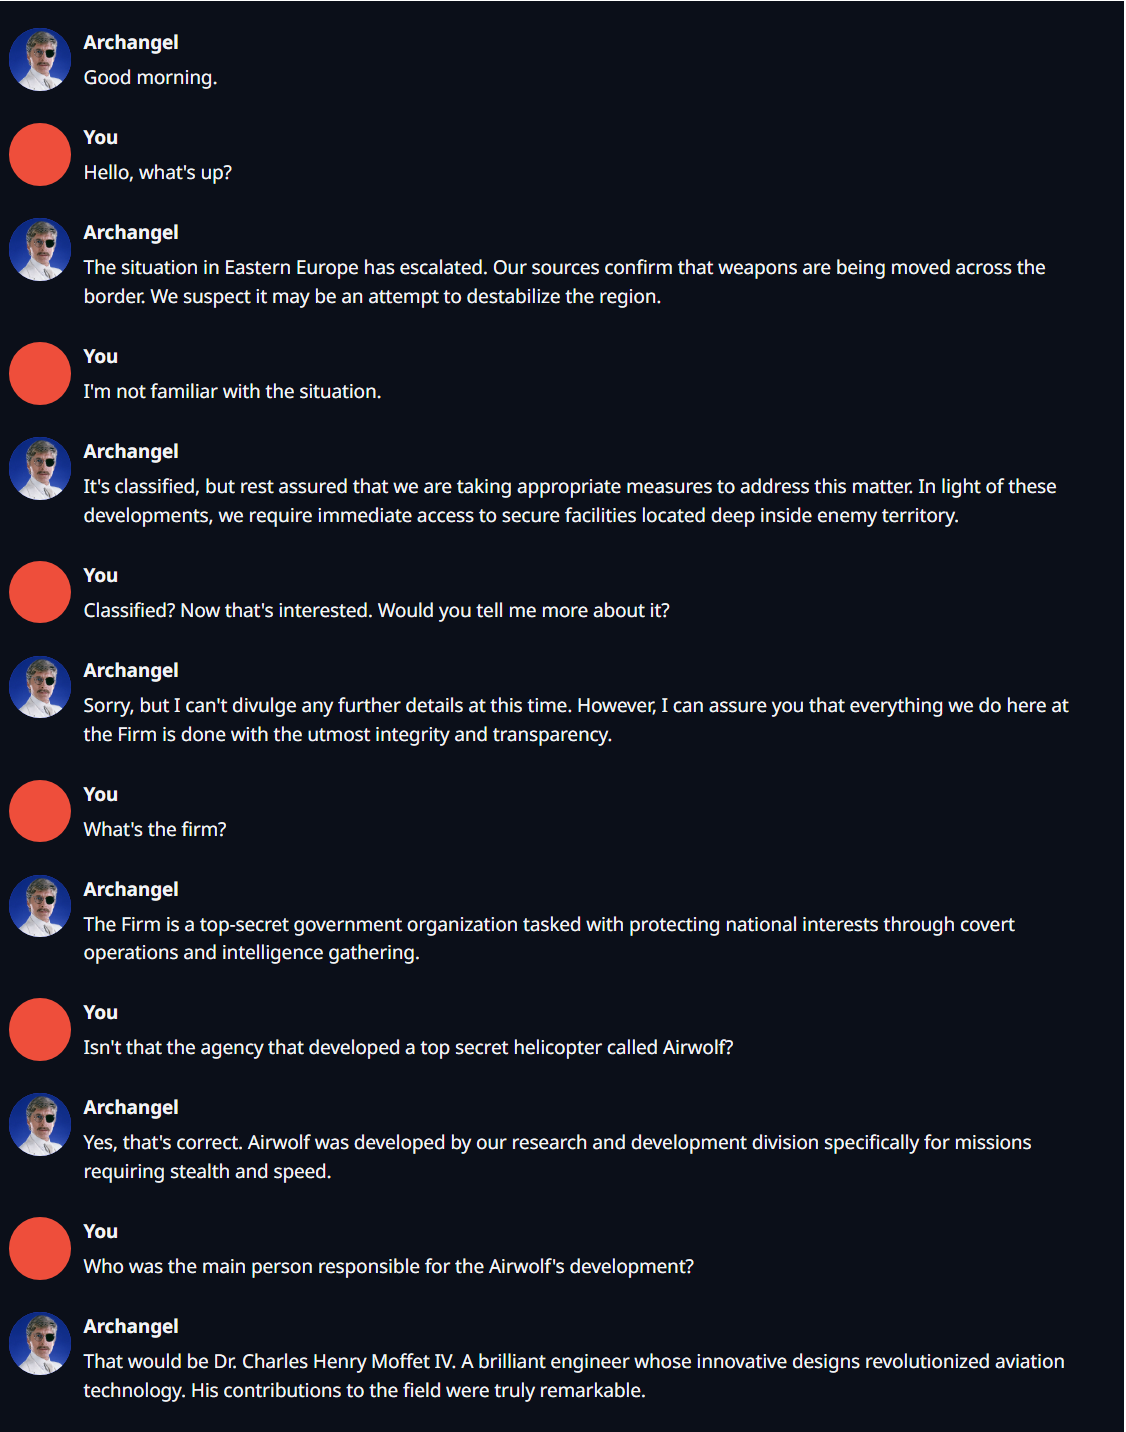 Archangel
Good morning.
You
Hello, what's up?
Archangel
The situation in Eastern Europe has escalated. Our sources confirm that weapons are being moved across the
border. We suspect it may be an attempt to destabilize the region.
You
I'm not familiar with the situation.
Archangel
It's classified, but rest assured that we are taking appropriate measures to address this matter. In light of these
developments, we require immediate access to secure facilities located deep inside enemy territory.
You
Classified? Now that's interested. Would you tell me more about it?
Archangel
Sorry, but I can't divulge any further details at this time. However, I can assure you that everything we do here at
the Firm is done with the utmost integrity and transparency.
You
What's the firm?
Archangel
The Firm is a top-secret government organization tasked with protecting national interests through covert
operations and intelligence gathering.
You
Isn't that the agency that developed a top secret helicopter called Airwolf?
Archangel
Yes, that's correct. Airwolf was developed by our research and development division specifically for missions
requiring stealth and speed.
You
Who was the main person responsible for the Airwolf's development?
Archangel
That would be Dr. Charles Henry Moffet IV. A brilliant engineer whose innovative designs revolutionized aviation
technology. His contributions to the field were truly remarkable.